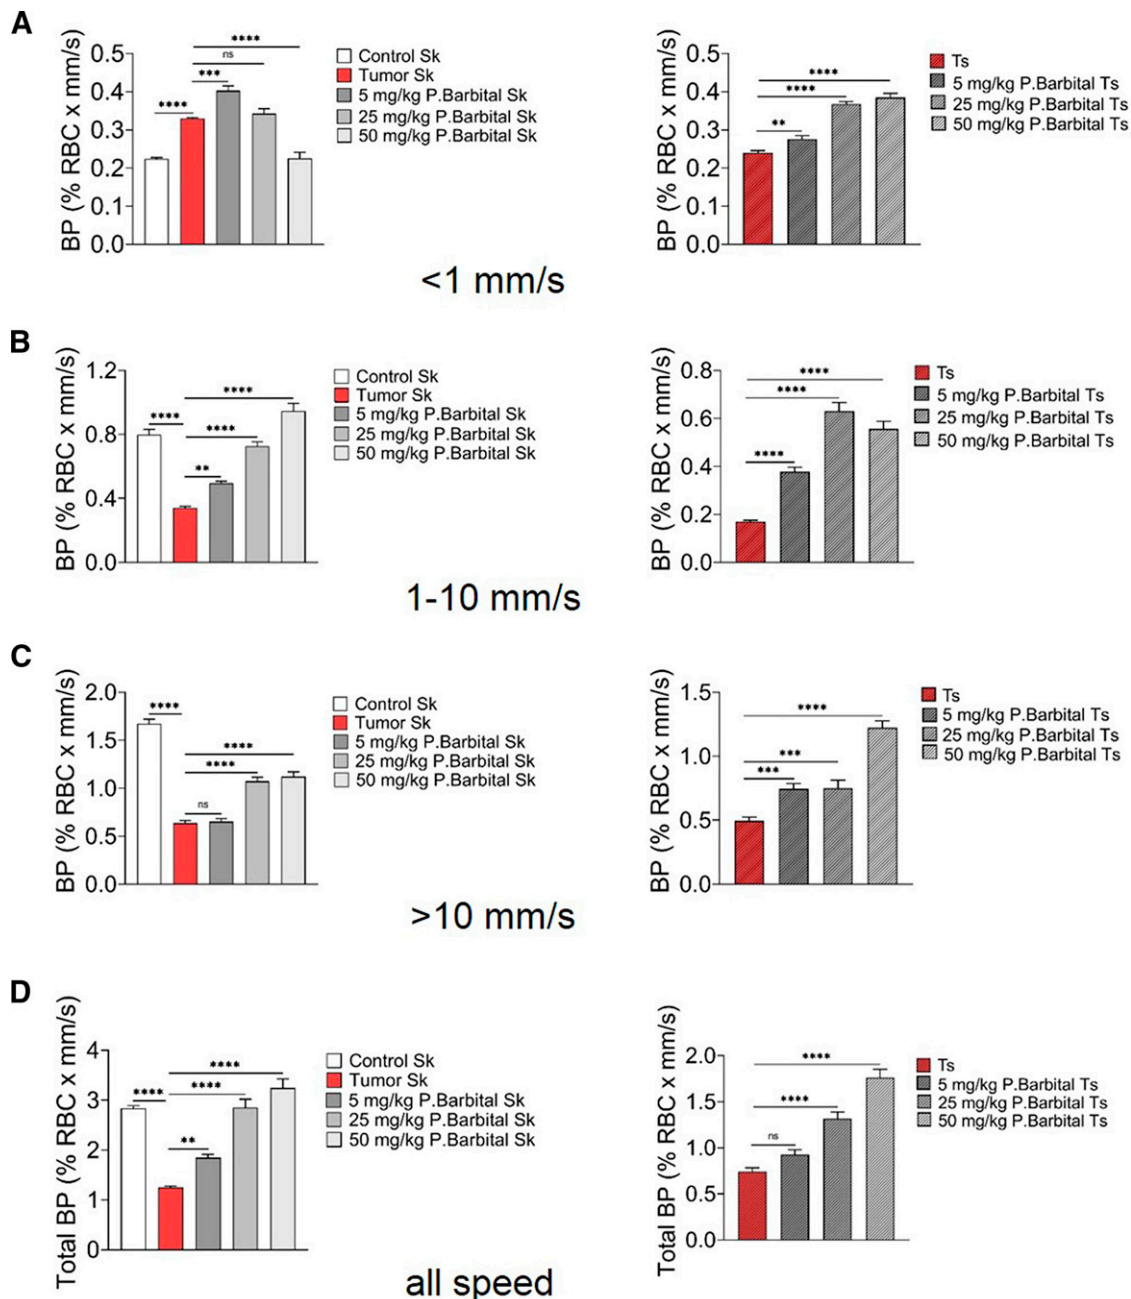 A
BP (% RBC x mm/s)
0.5
0.4
0.3
0.2
0.1
0.0
****
ns
***
****
Control Sk
Tumor Sk
5 mg/kg P.Barbital Sk
25 mg/kg P.Barbital Sk
50 mg/kg P.Barbital Sk
BP (% RBC x mm/s)
0.5
0.4
0.3
0.2
0.1
0.0
****
****
**
Ts
5 mg/kg P.Barbital Ts
25 mg/kg P.Barbital Ts
50 mg/kg P.Barbital Ts
<1 mm/s
B
BP (% RBC x mm/s)
1.2
0.8
0.4
0.0
****
****
****
**
Control Sk
Tumor Sk
5 mg/kg P.Barbital Sk
25 mg/kg P.Barbital Sk
50 mg/kg P.Barbital Sk
BP (% RBC x mm/s)
0.8
0.6
0.4
0.2
0.0
****
****
****
Ts
5 mg/kg P.Barbital Ts
25 mg/kg P.Barbital Ts
50 mg/kg P.Barbital Ts
1-10 mm/s
C
BP (% RBC x mm/s)
2.0
1.5
1.0
0.5
0.0
****
****
****
ns
Control Sk
Tumor Sk
5 mg/kg P.Barbital Sk
25 mg/kg P.Barbital Sk
50 mg/kg P.Barbital Sk
BP (% RBC x mm/s)
1.5
1.0
0.5
0.0
****
***
***
Ts
5 mg/kg P.Barbital Ts
25 mg/kg P.Barbital Ts
50 mg/kg P.Barbital Ts
>10 mm/s
D
Total BP (% RBC x mm/s)
4
3
2
1
0
****
****
****
**
Control Sk
Tumor Sk
5 mg/kg P.Barbital Sk
25 mg/kg P.Barbital Sk
50 mg/kg P.Barbital Sk
Total BP (% RBC x mm/s)
2.0
1.5
1.0
0.5
0.0
****
****
ns
Ts
5 mg/kg P.Barbital Ts
25 mg/kg P.Barbital Ts
50 mg/kg P.Barbital Ts
all speed